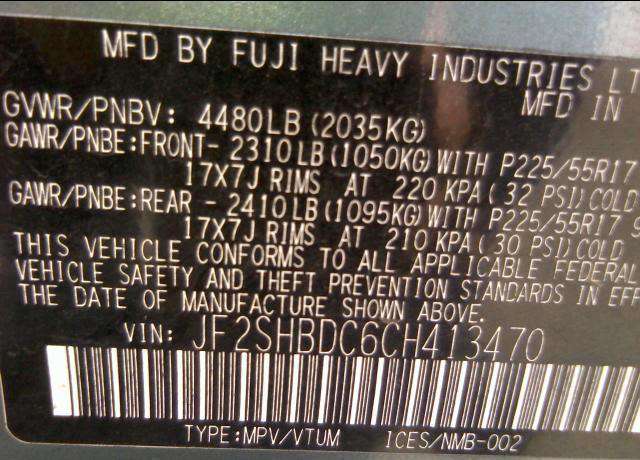 MFD BY FUJI HEAVY INDUSTRIES LT
MFD IN
GVWR/PNBV: 4480LB (2035KG)
GAWR/PNBE:FRONT- 2310LB(1050KG)WITH P225/55R17
17X7J RIMS AT 220 KPA( 32 PSI)COLD
GAWR/PNBE:REAR - 2410LB(1095KG)WITH P225/55R17 9
17X7J RIMS AT 210 KPA( 30 PSI)COLD
THIS VEHICLE CONFORMS TO ALL APPLICABLE FEDERAL
VEHICLE SAFETY AND THEFT PREVENTION STANDARDS IN EFF
THE DATE OF MANUFACTURE SHOWN ABOVE.
VIN: JF2SHBDC6CH413470
TYPE:MPV/VTUM ICES/NMB-002